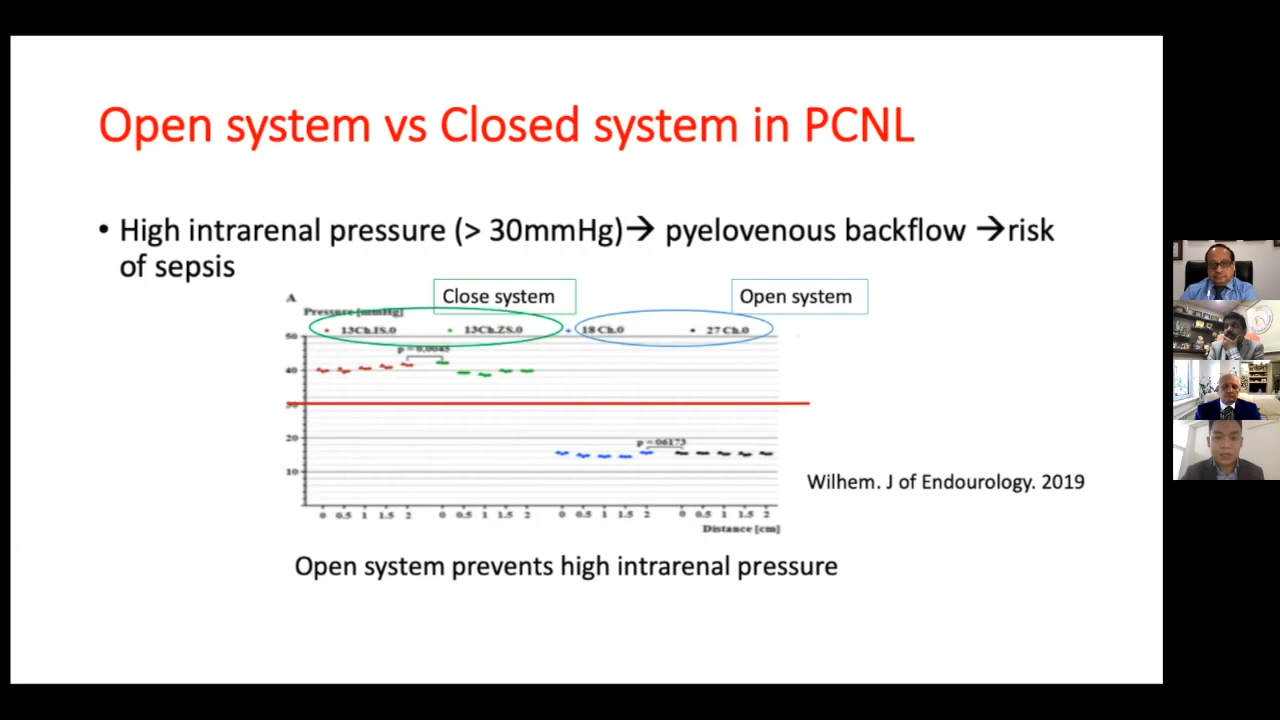 Open system vs Closed system in PCNL
• High intrarenal pressure (> 30mmHg)→ pyelovenous backflow →risk
of sepsis
Close system
Open system
A
Pressure [mmHg]
13Ch.IS.0 13Ch.ZS.0 18 Ch.0 27 Ch.0
50
p = 0.0045
40
30
20
p = 06173
10
0 0.5 1 1.5 2 0 0.5 1 1.5 2 0 0.5 1 1.5 2 0 0.5 1 1.5 2
Distance [cm]
Wilhem. J of Endourology. 2019
Open system prevents high intrarenal pressure